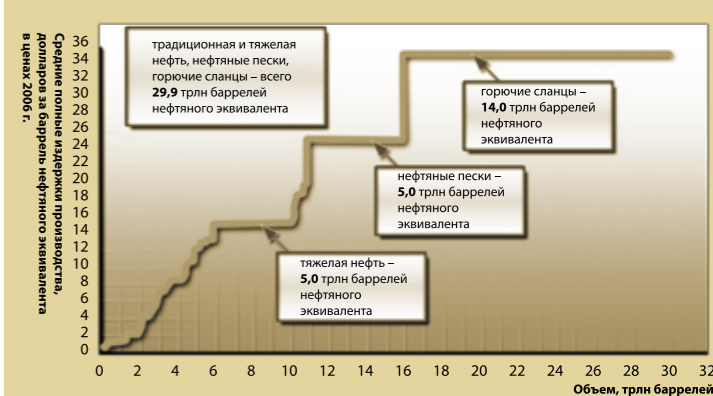 Средние полные издержки производства,
долларов за баррель нефтяного эквивалента
в ценах 2006 г.
36
34
32
30
28
26
24
22
20
18
16
14
12
10
8
6
4
2
0
традиционная и тяжелая
нефть, нефтяные пески,
горючие сланцы – всего
29,9 трлн баррелей
нефтяного эквивалента
горючие сланцы –
14,0 трлн баррелей
нефтяного
эквивалента
нефтяные пески –
5,0 трлн баррелей
нефтяного
эквивалента
тяжелая нефть –
5,0 трлн баррелей
нефтяного
эквивалента
0 2 4 6 8 10 12 14 16 18 20 22 24 26 28 30 32
Объем, трлн баррелей